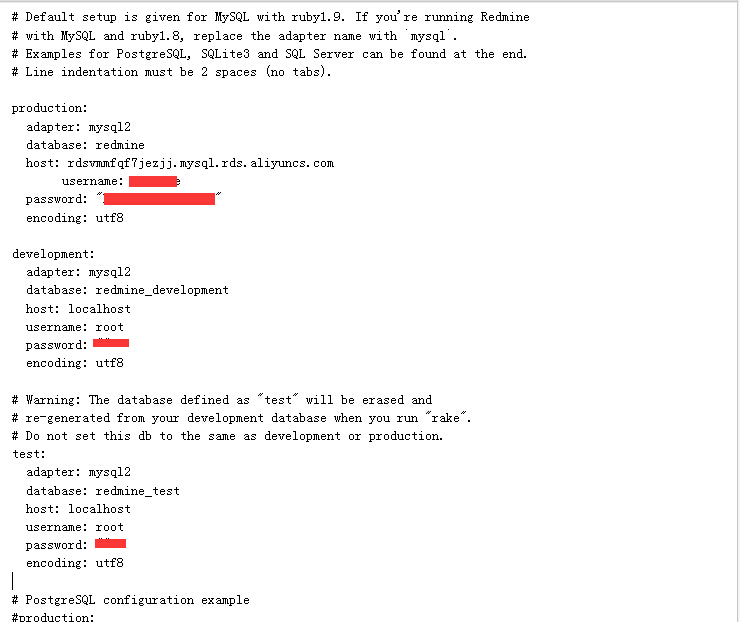 # Default setup is given for MySQL with ruby1.9. If you're running Redmine
# with MySQL and ruby1.8, replace the adapter name with `mysql`.
# Examples for PostgreSQL, SQLite3 and SQL Server can be found at the end.
# Line indentation must be 2 spaces (no tabs).
production:
  adapter: mysql2
  database: redmine
  host: rdsvmmfqf7jezjj.mysql.rds.aliyuncs.com
       username: e
  password: " "
  encoding: utf8
development:
  adapter: mysql2
  database: redmine_development
  host: localhost
  username: root
  password:
  encoding: utf8
# Warning: The database defined as "test" will be erased and
# re-generated from your development database when you run "rake".
# Do not set this db to the same as development or production.
test:
  adapter: mysql2
  database: redmine_test
  host: localhost
  username: root
  password:
  encoding: utf8
# PostgreSQL configuration example
#production: